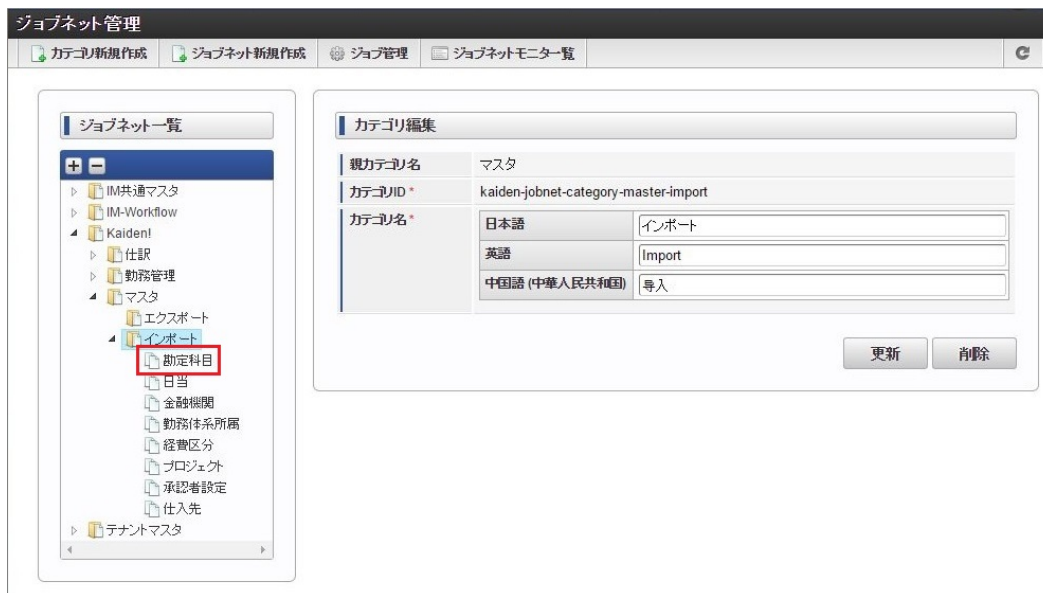 ジョブネット管理
カテゴリ新規作成 ジョブネット新規作成 ジョブ管理 ジョブネットモニター覧
ジョブネット一覧
IM共通マスタ
IM-Workflow
Kaiden!
仕訳
勤務管理
マスタ
エクスポート
インポート
勘定科目
日当
金融機関
勤務体系所属
経費区分
プロジェクト
承認者設定
仕入先
テナントマスタ
カテゴリ編集
親カテゴリ名 マスタ
カテゴリID * kaiden-jobnet-category-master-import
カテゴリ名 * 日本語 インポート
英語 Import
中国語 (中華人民共和国) 导入
更新 削除